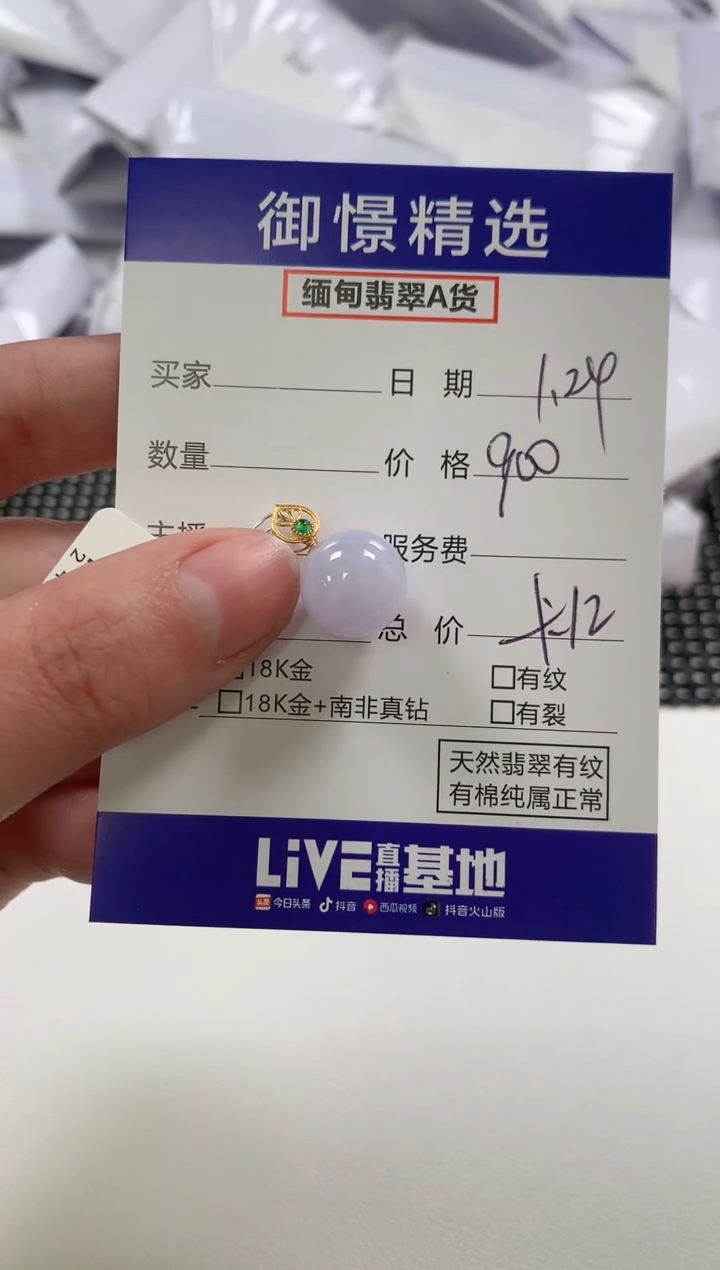 御憬精选
缅甸翡翠A货
买家 日期 1.24
数量 价格 900
主播 服务费
总价
18K金 □有纹
□18K金+南非真钻 □有裂
天然翡翠有纹
有棉纯属正常
LiVE直播基地
头条 今日头条 抖音 西瓜视频 抖音火山版